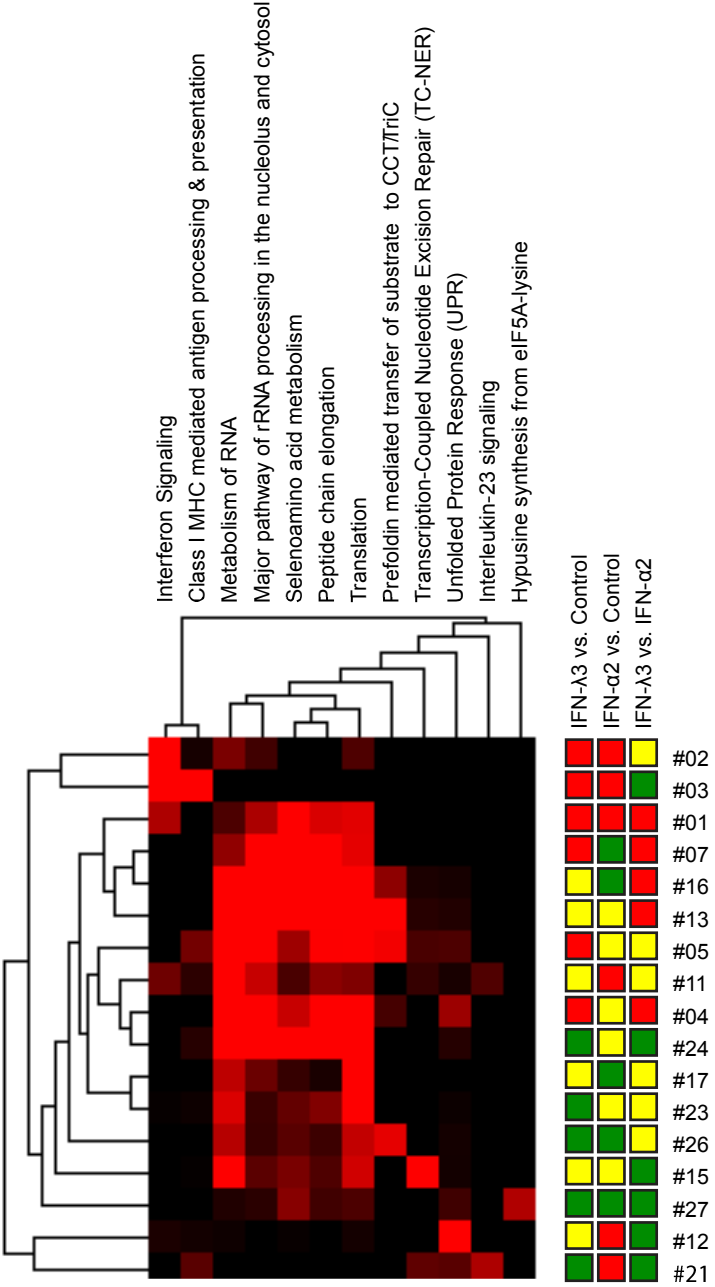 Interferon Signaling
Class I MHC mediated antigen processing & presentation
Metabolism of RNA
Major pathway of rRNA processing in the nucleolus and cytosol
Selenoamino acid metabolism
Peptide chain elongation
Translation
Prefoldin mediated transfer of substrate to CCT/TriC
Transcription-Coupled Nucleotide Excision Repair (TC-NER)
Unfolded Protein Response (UPR)
Interleukin-23 signaling
Hypusine synthesis from eIF5A-lysine
IFN-λ3 vs. Control
IFN-α2 vs. Control
IFN-λ3 vs. IFN-α2
#02
#03
#01
#07
#16
#13
#05
#11
#04
#24
#17
#23
#26
#15
#27
#12
#21